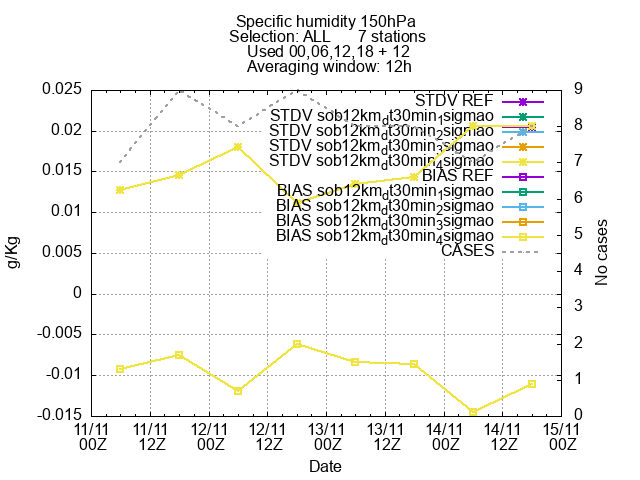 Specific humidity 150hPa
Selection: ALL 7 stations
Used 00,06,12,18 + 12
Averaging window: 12h
STDV REF
STDV sob12km_dt30min_1sigmao
STDV sob12km_dt30min_2sigmao
STDV sob12km_dt30min_3sigmao
STDV sob12km_dt30min_4sigmao
BIAS REF
BIAS sob12km_dt30min_1sigmao
BIAS sob12km_dt30min_2sigmao
BIAS sob12km_dt30min_3sigmao
BIAS sob12km_dt30min_4sigmao
CASES
g/Kg
0.025
0.02
0.015
0.01
0.005
0
-0.005
-0.01
-0.015
No cases
9
8
7
6
5
4
3
2
1
0
11/11 11/11 12/11 12/11 13/11 13/11 14/11 14/11 15/11
00Z 12Z 00Z 12Z 00Z 12Z 00Z 12Z 00Z
Date